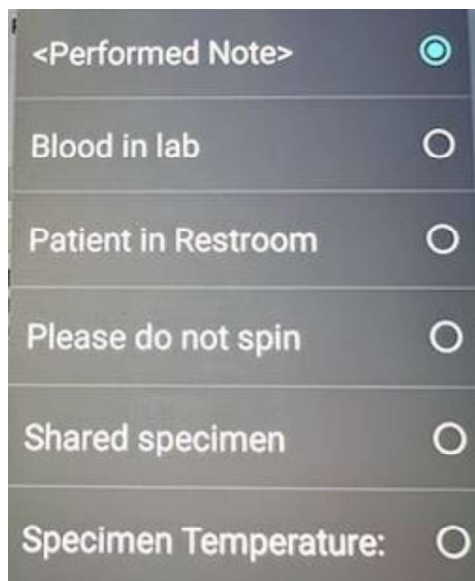 <Performed Note>
Blood in lab
Patient in Restroom
Please do not spin
Shared specimen
Specimen Temperature: